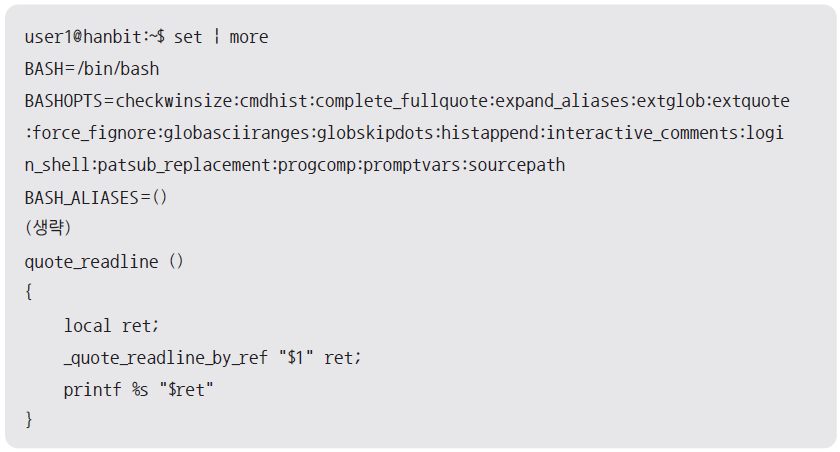 user1@hanbit:~$ set | more
BASH=/bin/bash
BASHOPTS=checkwinsize:cmdhist:complete_fullquote:expand_aliases:extglob:extquote
:force_fignore:globasciiranges:globskipdots:histappend:interactive_comments:logi
n_shell:patsub_replacement:progcomp:promptvars:sourcepath
BASH_ALIASES=()
(생략)
quote_readline ()
{
    local ret;
    _quote_readline_by_ref "$1" ret;
    printf %s "$ret"
}